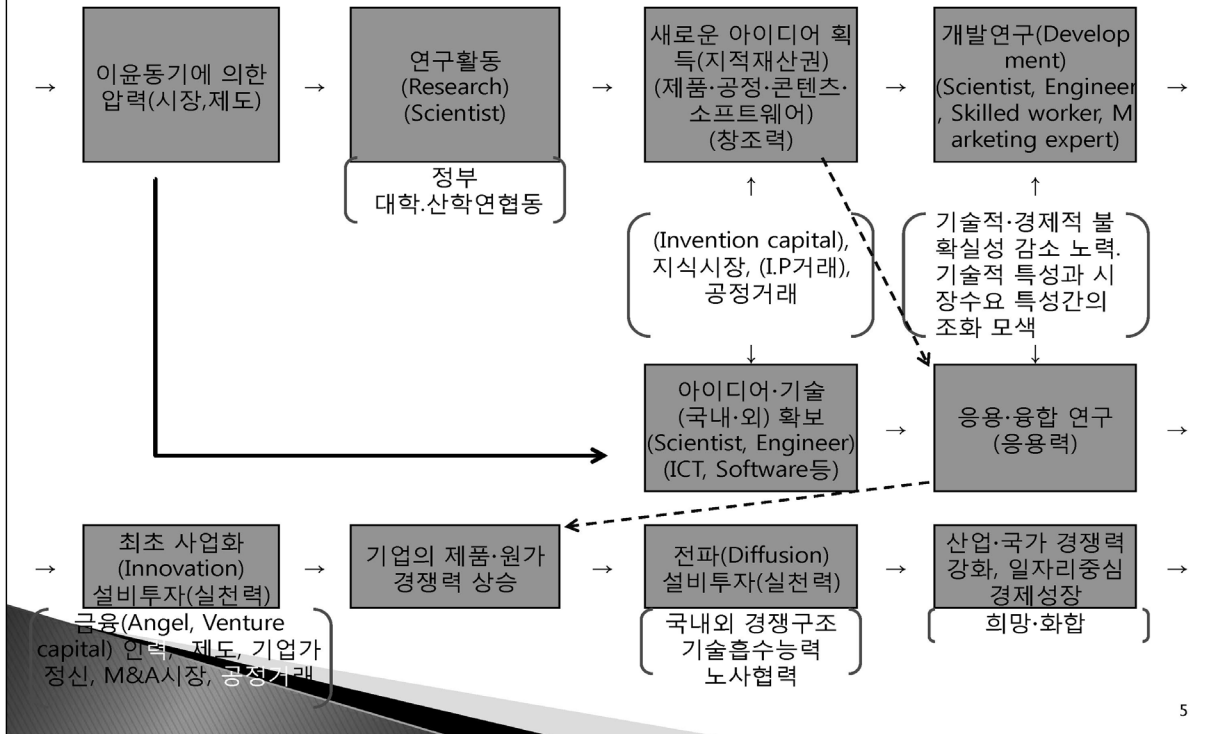 이윤동기에 의한
압력(시장,제도)
연구활동
(Research)
(Scientist)
정부
대학.산학연협동
새로운 아이디어 획
득(지적재산권)
(제품·공정·콘텐츠·
소프트웨어)
(창조력)
개발연구(Develop
ment)
(Scientist, Engineer
, Skilled worker, M
arketing expert)
(Invention capital),
지식시장, (I.P거래),
공정거래
기술적·경제적 불
확실성 감소 노력.
기술적 특성과 시
장수요 특성간의
조화 모색
아이디어·기술
(국내·외) 확보
(Scientist, Engineer)
(ICT, Software등)
응용·융합 연구
(응용력)
최초 사업화
(Innovation)
설비투자(실천력)
금융(Angel, Venture
capital) 인력, 제도, 기업가
정신, M&A시장, 공정거래
기업의 제품·원가
경쟁력 상승
전파(Diffusion)
설비투자(실천력)
국내외 경쟁구조
기술흡수능력
노사협력
산업·국가 경쟁력
강화, 일자리중심
경제성장
희망·화합
5